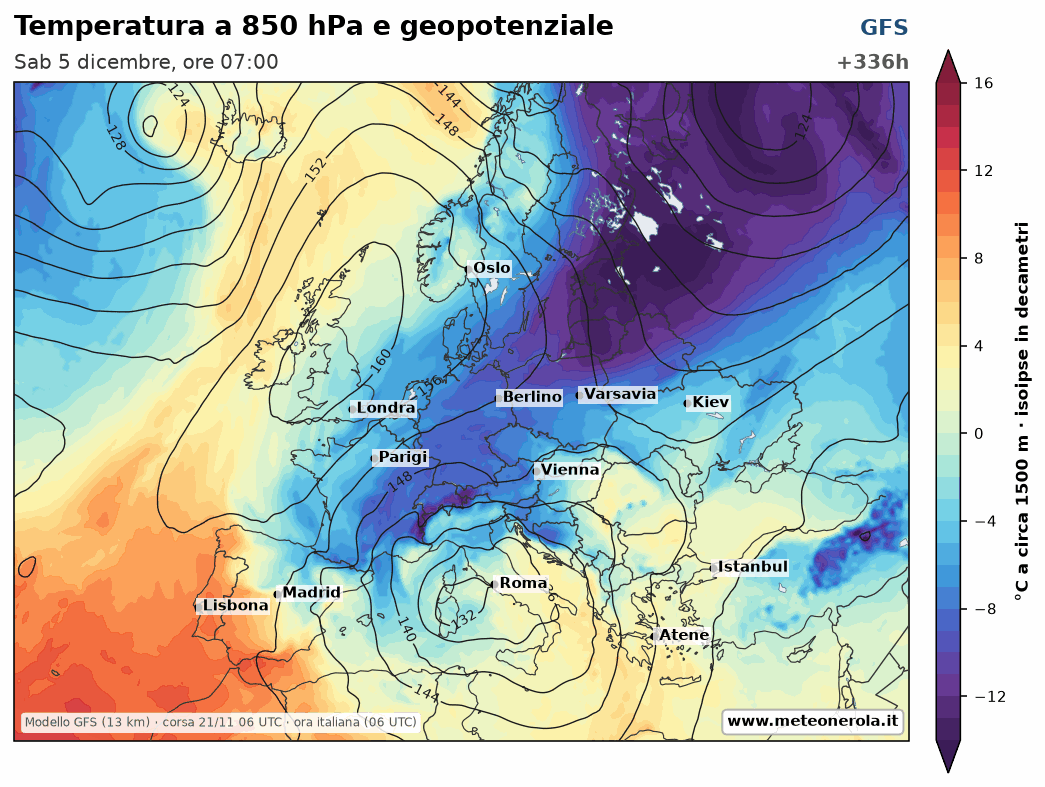 Temperatura a 850 hPa e geopotenziale
GFS
Sab 5 dicembre, ore 07:00
+336h
124
128
144
148
152
124
160
136
148
140
132
144
Oslo
Londra
Berlino
Varsavia
Kiev
Parigi
Vienna
Lisbona
Madrid
Roma
Istanbul
Atene
Modello GFS (13 km) · corsa 21/11 06 UTC · ora italiana (06 UTC)
www.meteonerola.it
16
12
8
4
0
−4
−8
−12
°C a circa 1500 m · isoipse in decametri